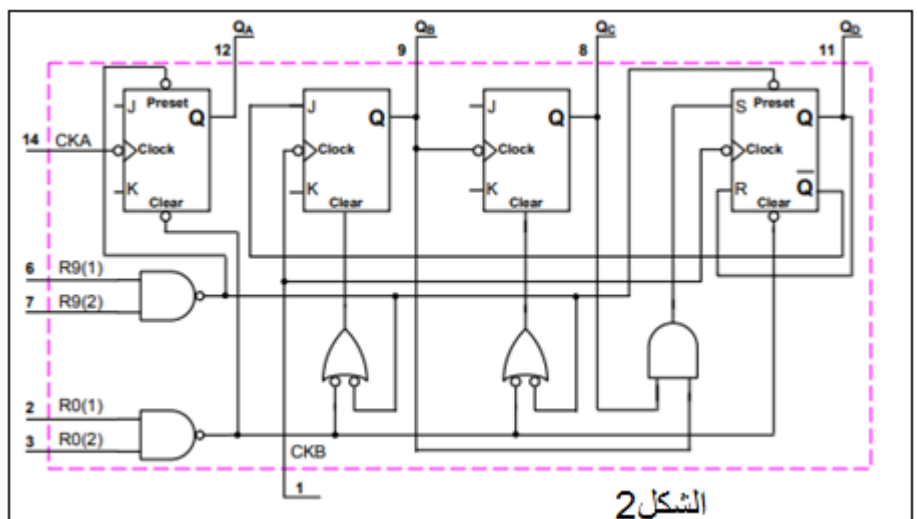 QA QB QC QD
12 9 8 11
J Preset Q
14 CKA Clock
K Clear
J Q
Clock
K Clear
J Q
Clock
K Clear
S Preset Q
Clock Q
R Clear
6 R9(1)
7 R9(2)
2 R0(1)
3 R0(2)
CKB
1
الشكل2